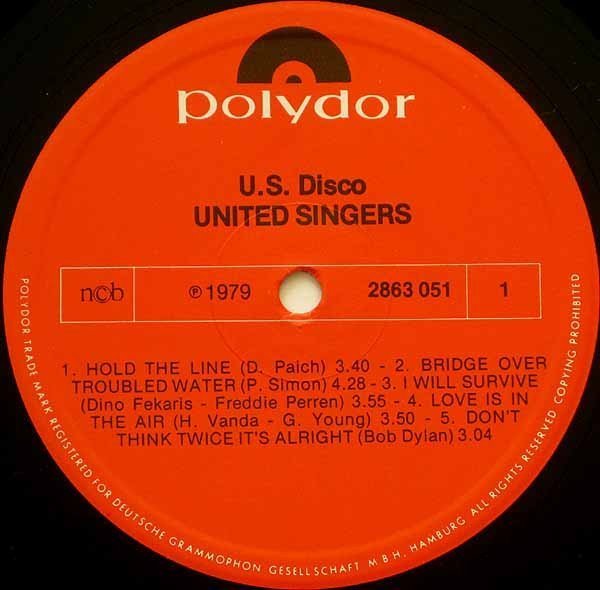 polydor
U.S. Disco
UNITED SINGERS
ncb ℗ 1979 2863 051 1
1. HOLD THE LINE (D. Paich) 3.40 - 2. BRIDGE OVER
TROUBLED WATER (P. Simon) 4.28 - 3. I WILL SURVIVE
(Dino Fekaris - Freddie Perren) 3.55 - 4. LOVE IS IN
THE AIR (H. Vanda - G. Young) 3.50 - 5. DON'T
THINK TWICE IT'S ALRIGHT (Bob Dylan) 3.04
POLYDOR TRADE MARK REGISTERED FOR DEUTSCHE GRAMMOPHON GESELLSCHAFT M B H, HAMBURG ALL RIGHTS RESERVED COPYING PROHIBITED